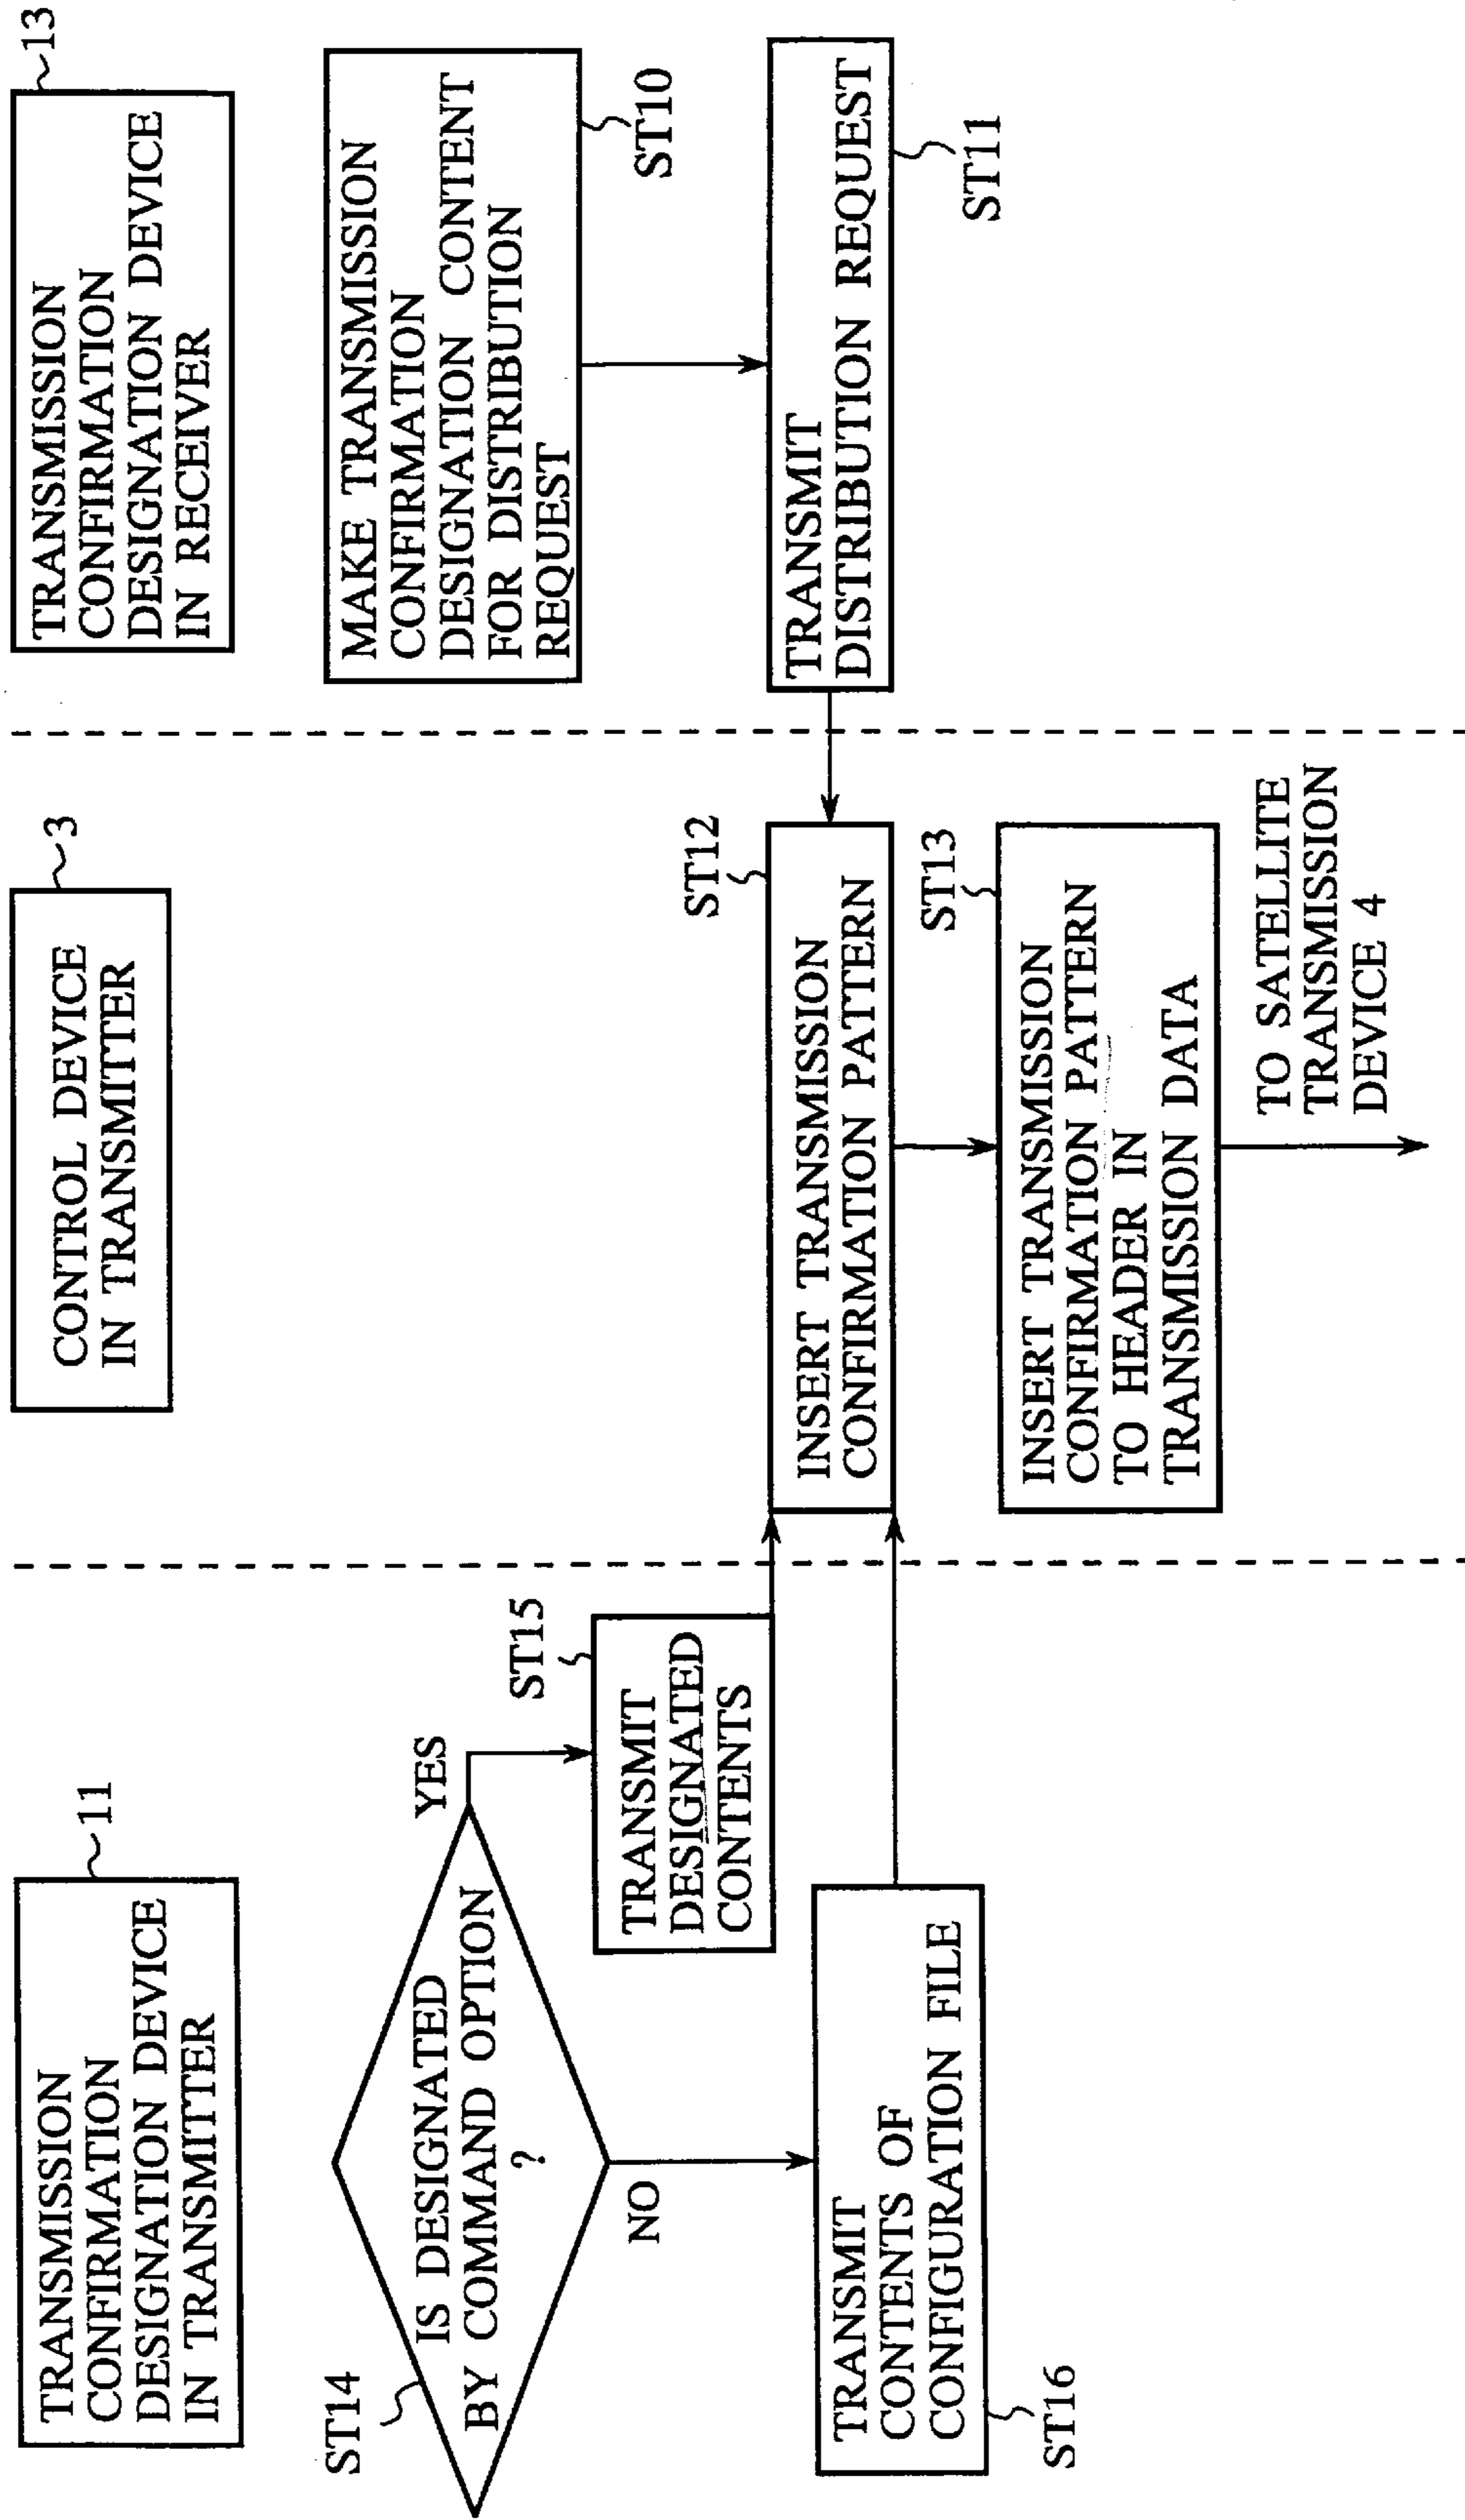 TRANSMISSION
CONFIRMATION
DESIGNATION DEVICE
IN TRANSMITTER
11
ST14
IS DESIGNATED
BY COMMAND OPTION
?
YES
NO
ST15
TRANSMIT
DESIGNATED
CONTENTS
TRANSMIT
CONTENTS OF
CONFIGURATION FILE
ST16
CONTROL DEVICE
IN TRANSMITTER
3
ST12
INSERT TRANSMISSION
CONFIRMATION PATTERN
ST13
INSERT TRANSMISSION
CONFIRMATION PATTERN
TO HEADER IN
TRANSMISSION DATA
TO SATELLITE
TRANSMISSION
DEVICE 4
TRANSMISSION
CONFIRMATION
DESIGNATION DEVICE
IN RECEIVER
13
MAKE TRANSMISSION
CONFIRMATION
DESIGNATION CONTENT
FOR DISTRIBUTION
REQUEST
ST10
TRANSMIT
DISTRIBUTION REQUEST
ST11